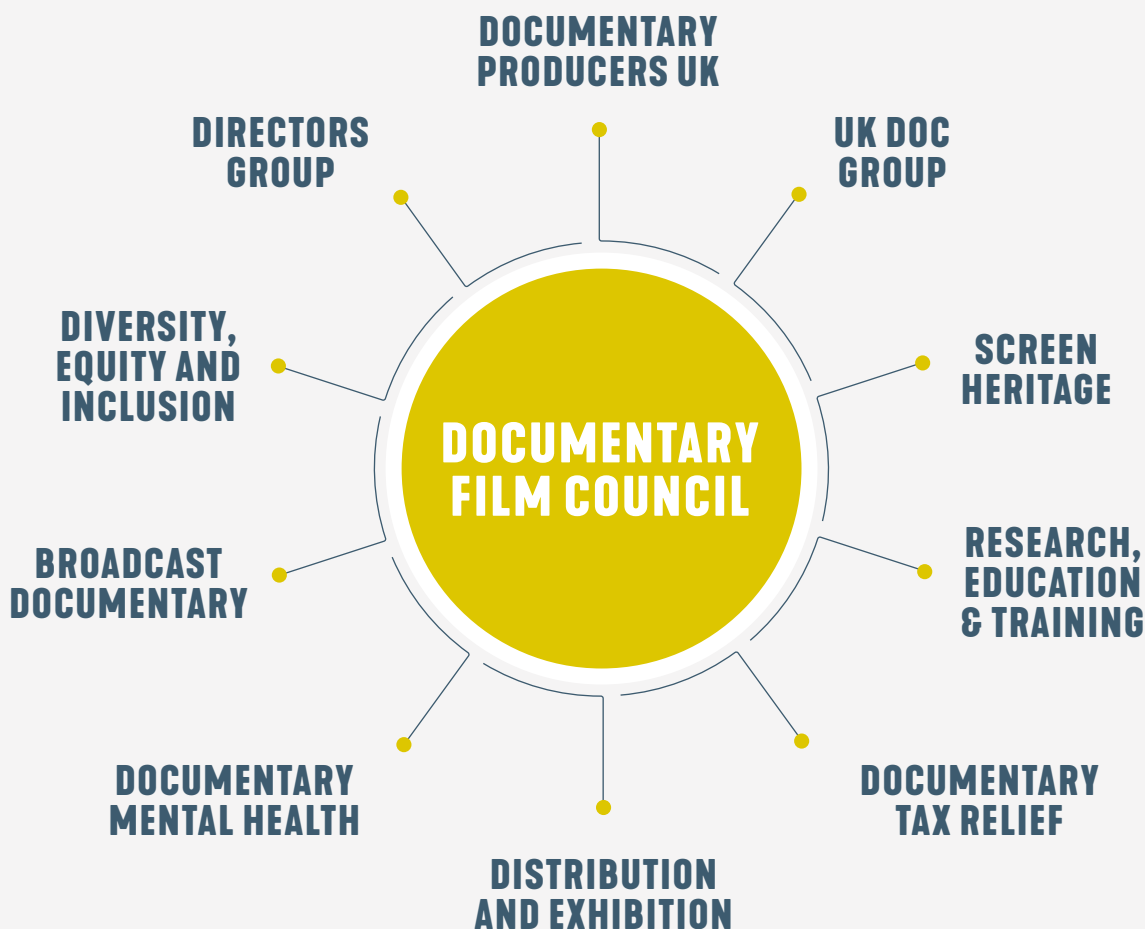 DOCUMENTARY
PRODUCERS UK
DIRECTORS
GROUP
UK DOC
GROUP
DIVERSITY,
EQUITY AND
INCLUSION
SCREEN
HERITAGE
DOCUMENTARY
FILM COUNCIL
RESEARCH,
EDUCATION
& TRAINING
BROADCAST
DOCUMENTARY
DOCUMENTARY
MENTAL HEALTH
DOCUMENTARY
TAX RELIEF
DISTRIBUTION
AND EXHIBITION